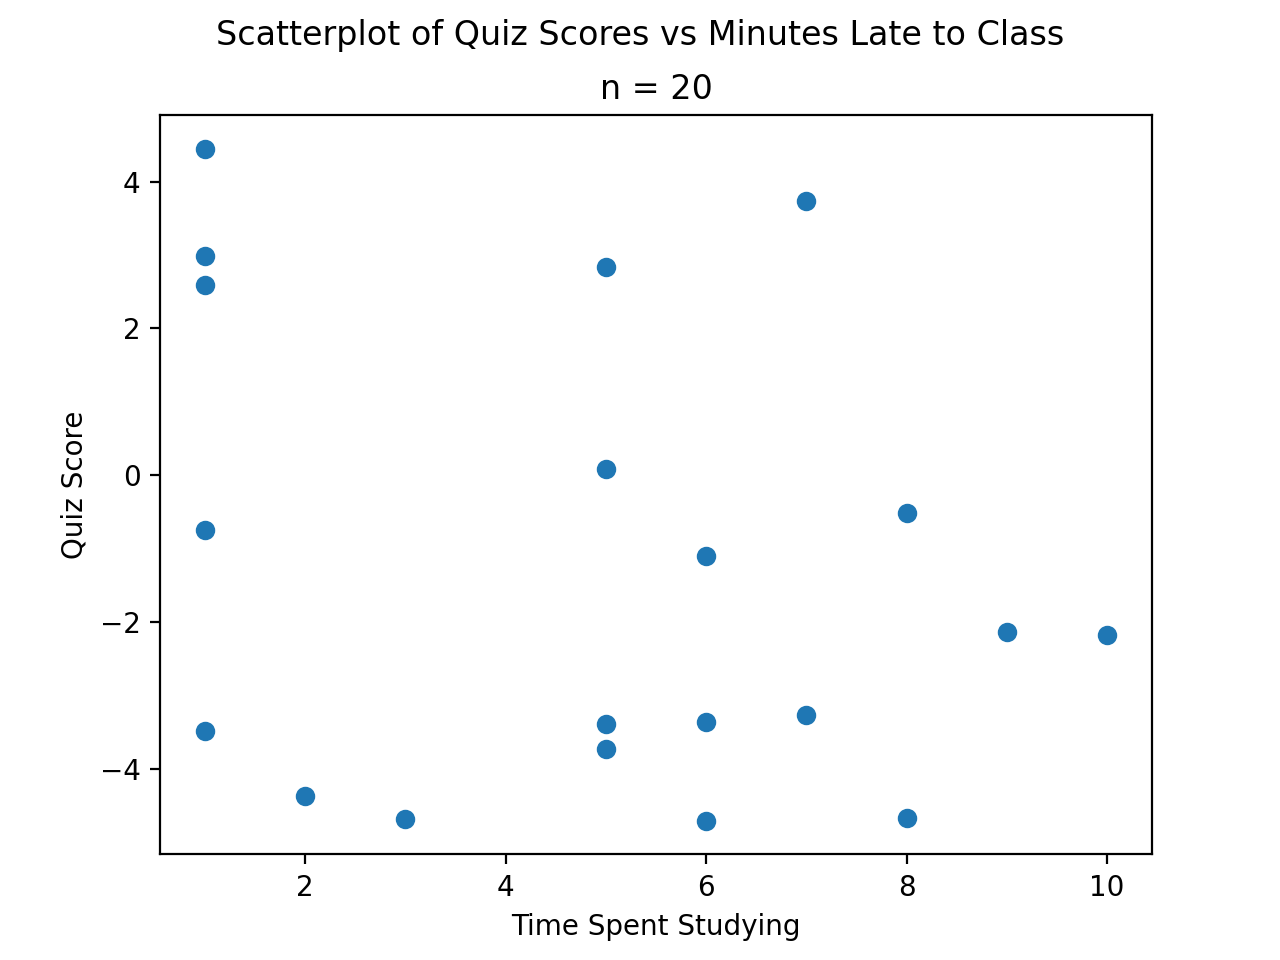 Scatterplot of Quiz Scores vs Minutes Late to Class
n = 20
4
2
0
−2
−4
Quiz Score
2 4 6 8 10
Time Spent Studying